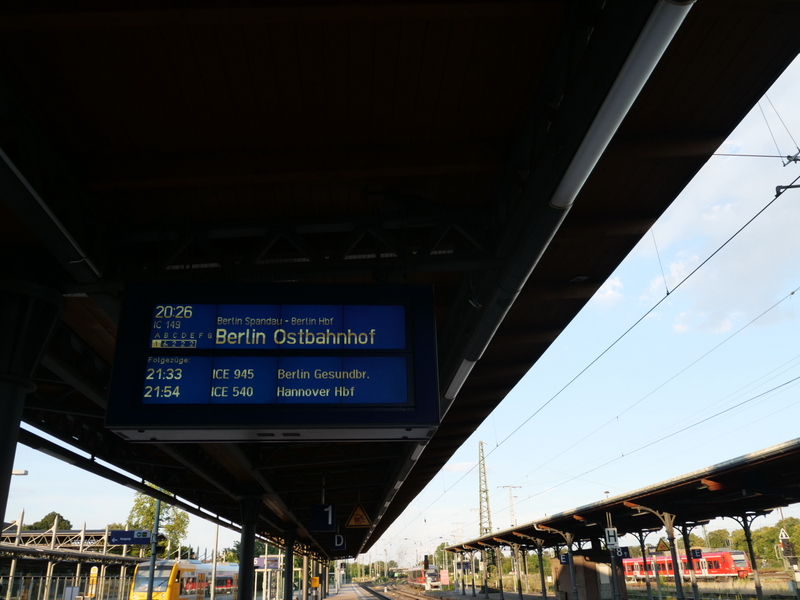 20:26
Berlin Spandau - Berlin Hbf
IC 149
A B C D E F G
Berlin Ostbahnhof
Folgezüge:
21:33 ICE 945 Berlin Gesundbr.
21:54 ICE 540 Hannover Hbf
1
D
H
8
E